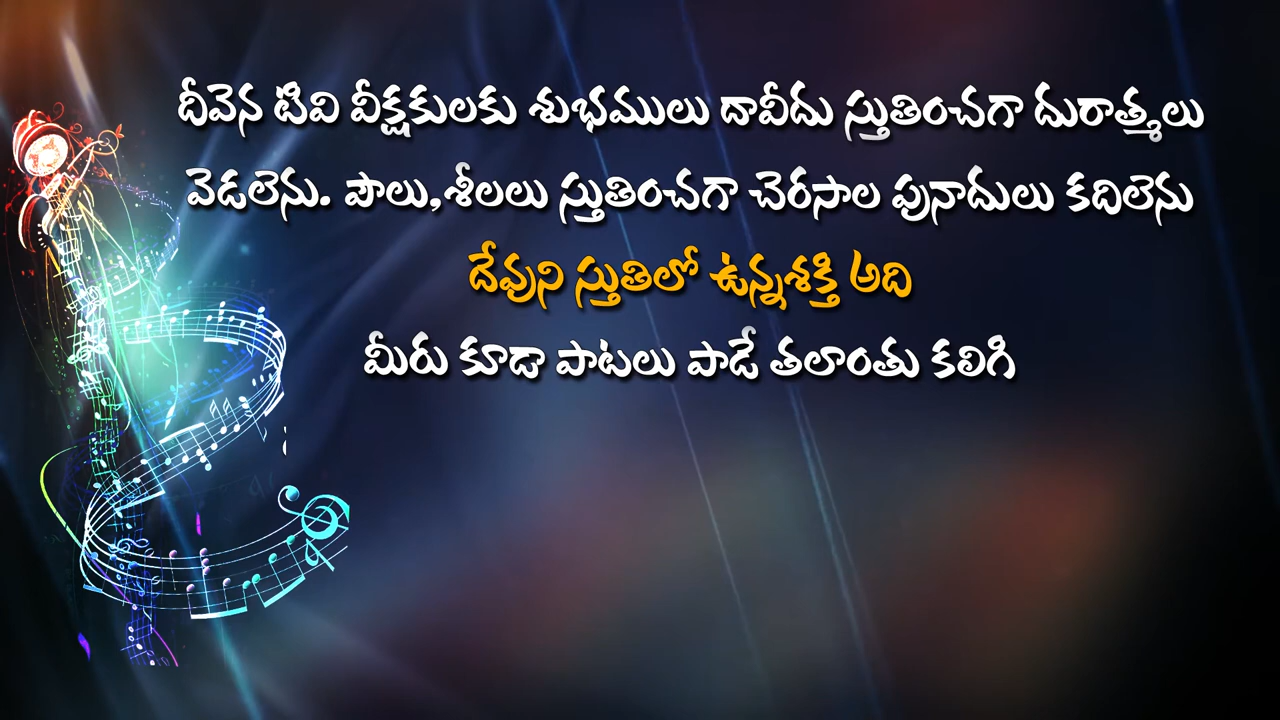 దీవెన టివి వీక్షకులకు శుభములు దావీదు స్తుతించగా దురాత్మలు
వెడలెను. పౌలు,శీలలు స్తుతించగా చెరసాల పునాదులు కదిలెను
దేవుని స్తుతిలో ఉన్నశక్తి అది
మీరు కూడా పాటలు పాడే తలాంతు కలిగి